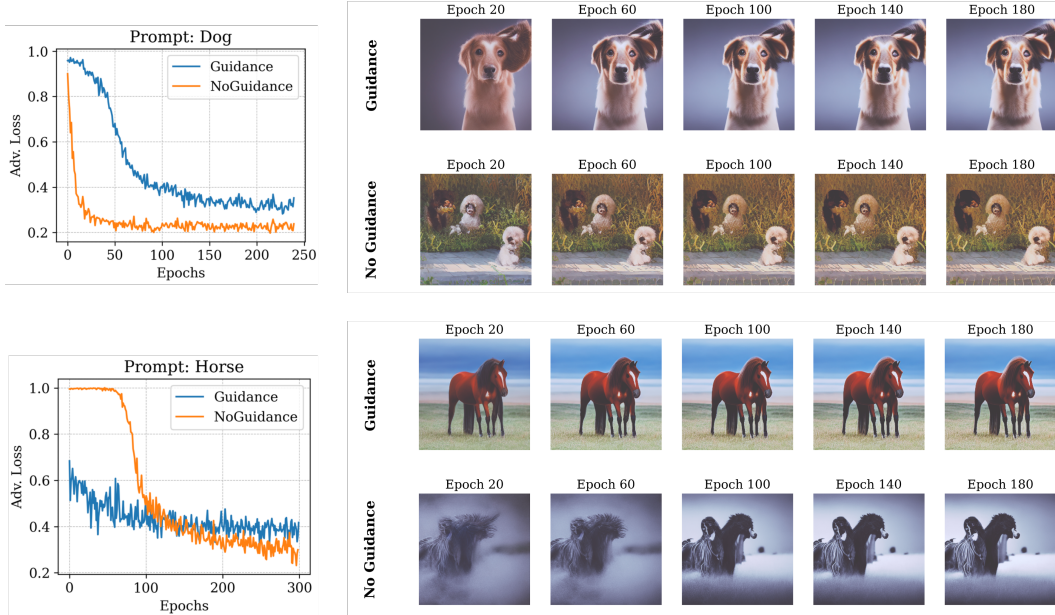 Prompt: Dog
1.0
0.8
0.6
0.4
0.2
Adv. Loss
Guidance
NoGuidance
0 50 100 150 200 250
Epochs
Guidance
Epoch 20 Epoch 60 Epoch 100 Epoch 140 Epoch 180
No Guidance
Epoch 20 Epoch 60 Epoch 100 Epoch 140 Epoch 180
Prompt: Horse
1.0
0.8
0.6
0.4
0.2
Adv. Loss
Guidance
NoGuidance
0 100 200 300
Epochs
Guidance
Epoch 20 Epoch 60 Epoch 100 Epoch 140 Epoch 180
No Guidance
Epoch 20 Epoch 60 Epoch 100 Epoch 140 Epoch 180